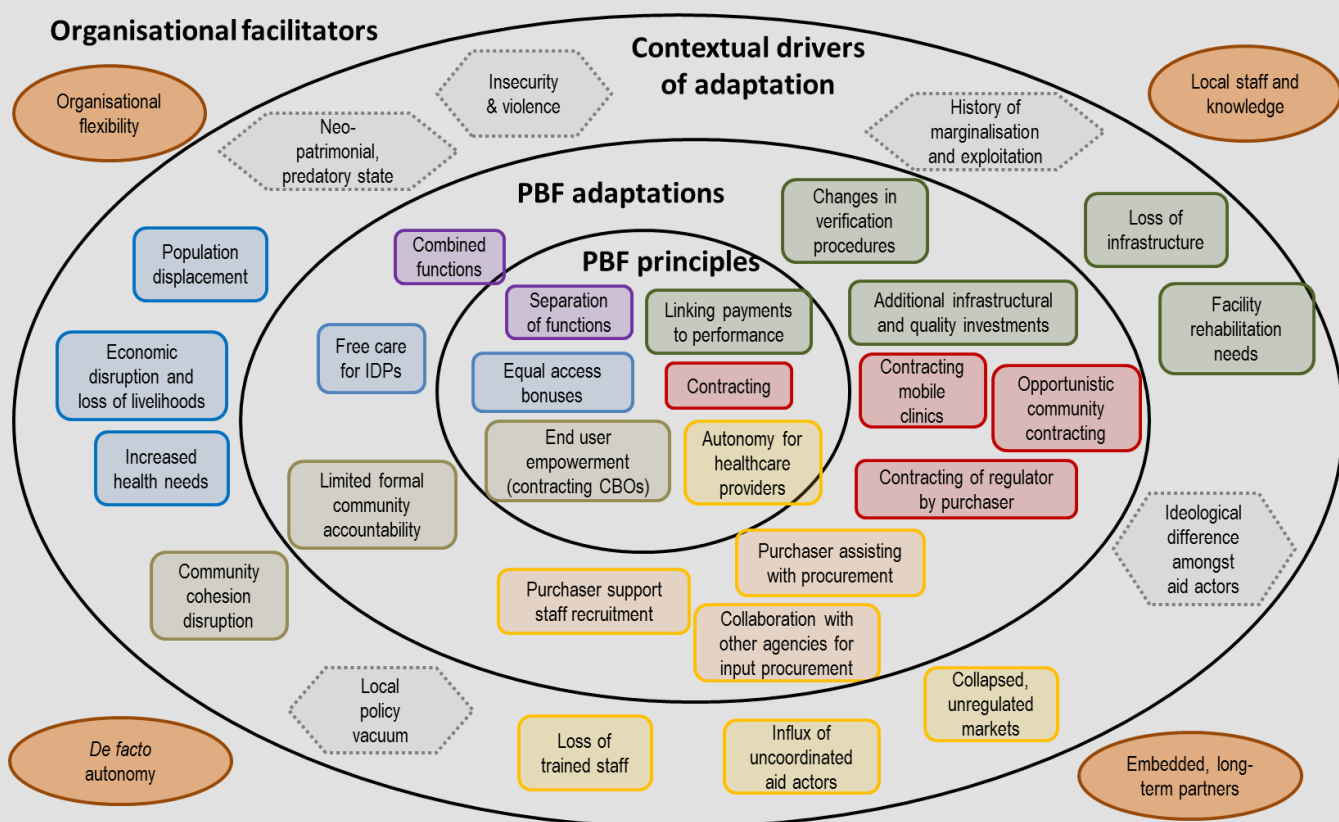 Organisational facilitators
Contextual drivers
of adaptation
Organisational
flexibility
Insecurity
& violence
Local staff and
knowledge
Neo-
patrimonial,
predatory state
History of
marginalisation
and exploitation
PBF adaptations
Changes in
verification
procedures
Loss of
infrastructure
Population
displacement
Combined
functions
PBF principles
Separation
of functions
Linking payments
to performance
Additional infrastructural
and quality investments
Facility
rehabilitation
needs
Economic
disruption and
loss of livelihoods
Free care
for IDPs
Equal access
bonuses
Contracting
Contracting
mobile
clinics
Opportunistic
community
contracting
Increased
health needs
Limited formal
community
accountability
End user
empowerment
(contracting CBOs)
Autonomy for
healthcare
providers
Contracting of regulator
by purchaser
Ideological
difference
amongst
aid actors
Community
cohesion
disruption
Purchaser support
staff recruitment
Purchaser assisting
with procurement
Collaboration with
other agencies for
input procurement
Local
policy
vacuum
Collapsed,
unregulated
markets
Loss of
trained staff
Influx of
uncoordinated
aid actors
De facto
autonomy
Embedded, long-
term partners